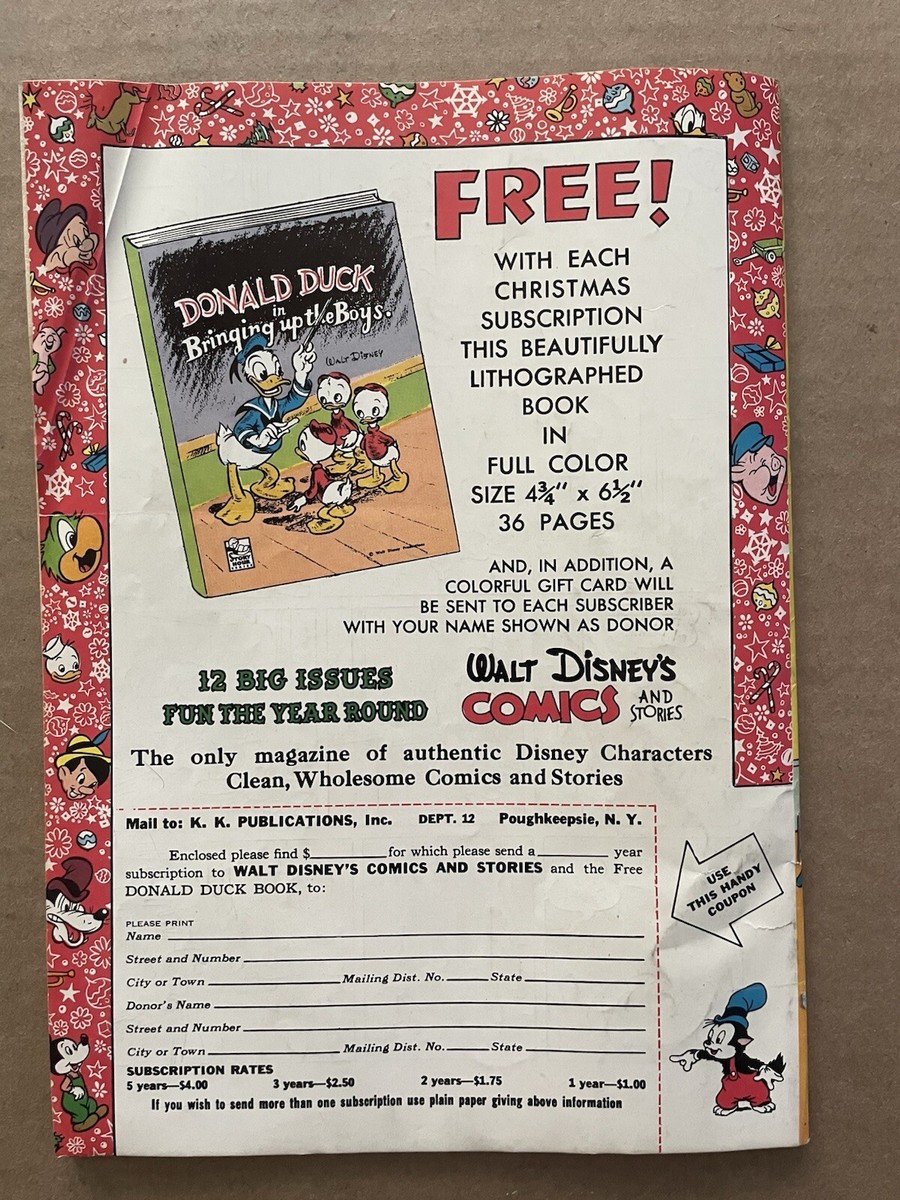 FREE!
WITH EACH
CHRISTMAS
SUBSCRIPTION
THIS BEAUTIFULLY
LITHOGRAPHED
BOOK
IN
FULL COLOR
SIZE 4¾" x 6½"
36 PAGES
DONALD DUCK
in
Bringing up the Boys.
WALT DISNEY
STORY
© Walt Disney Productions
AND, IN ADDITION, A
COLORFUL GIFT CARD WILL
BE SENT TO EACH SUBSCRIBER
WITH YOUR NAME SHOWN AS DONOR
12 BIG ISSUES
FUN THE YEAR ROUND
WALT DISNEY'S
COMICS AND
STORIES
The only magazine of authentic Disney Characters
Clean, Wholesome Comics and Stories
Mail to: K. K. PUBLICATIONS, Inc. DEPT. 12 Poughkeepsie, N. Y.
Enclosed please find $________for which please send a________ year
subscription to WALT DISNEY'S COMICS AND STORIES and the Free
DONALD DUCK BOOK, to:
PLEASE PRINT
Name
Street and Number
City or Town Mailing Dist. No. State
Donor's Name
Street and Number
City or Town Mailing Dist. No. State
SUBSCRIPTION RATES
5 years—$4.00 3 years—$2.50 2 years—$1.75 1 year—$1.00
If you wish to send more than one subscription use plain paper giving above information
USE
THIS HANDY
COUPON